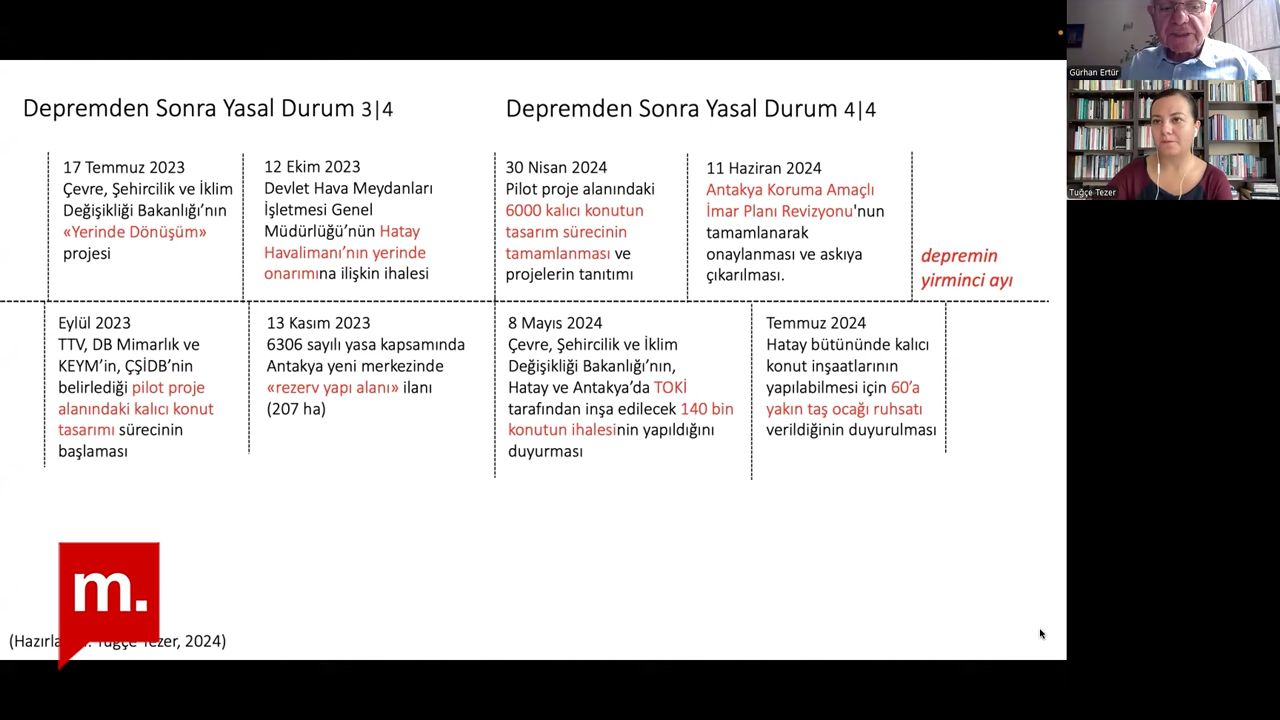 Depremden Sonra Yasal Durum 3|4
17 Temmuz 2023
Çevre, Şehircilik ve İklim
Değişikliği Bakanlığı’nın
«Yerinde Dönüşüm»
projesi
12 Ekim 2023
Devlet Hava Meydanları
İşletmesi Genel
Müdürlüğü’nün Hatay
Havalimanı’nın yerinde
onarımına ilişkin ihalesi
Eylül 2023
TTV, DB Mimarlık ve
KEYM’in, ÇŞİDB’nin
belirlediği pilot proje
alanındaki kalıcı konut
tasarımı sürecinin
başlaması
13 Kasım 2023
6306 sayılı yasa kapsamında
Antakya yeni merkezinde
«rezerv yapı alanı» ilanı
(207 ha)
Depremden Sonra Yasal Durum 4|4
30 Nisan 2024
Pilot proje alanındaki
6000 kalıcı konutun
tasarım sürecinin
tamamlanması ve
projelerin tanıtımı
11 Haziran 2024
Antakya Koruma Amaçlı
İmar Planı Revizyonu'nun
tamamlanarak
onaylanması ve askıya
çıkarılması.
depremin
yirminci ayı
8 Mayıs 2024
Çevre, Şehircilik ve İklim
Değişikliği Bakanlığı’nın,
Hatay ve Antakya’da TOKİ
tarafından inşa edilecek 140 bin
konutun ihalesinin yapıldığını
duyurması
Temmuz 2024
Hatay bütününde kalıcı
konut inşaatlarının
yapılabilmesi için 60’a
yakın taş ocağı ruhsatı
verildiğinin duyurulması
m.
Tuğçe Tezer, 2024)
Gürhan Ertür
Tuğçe Tezer